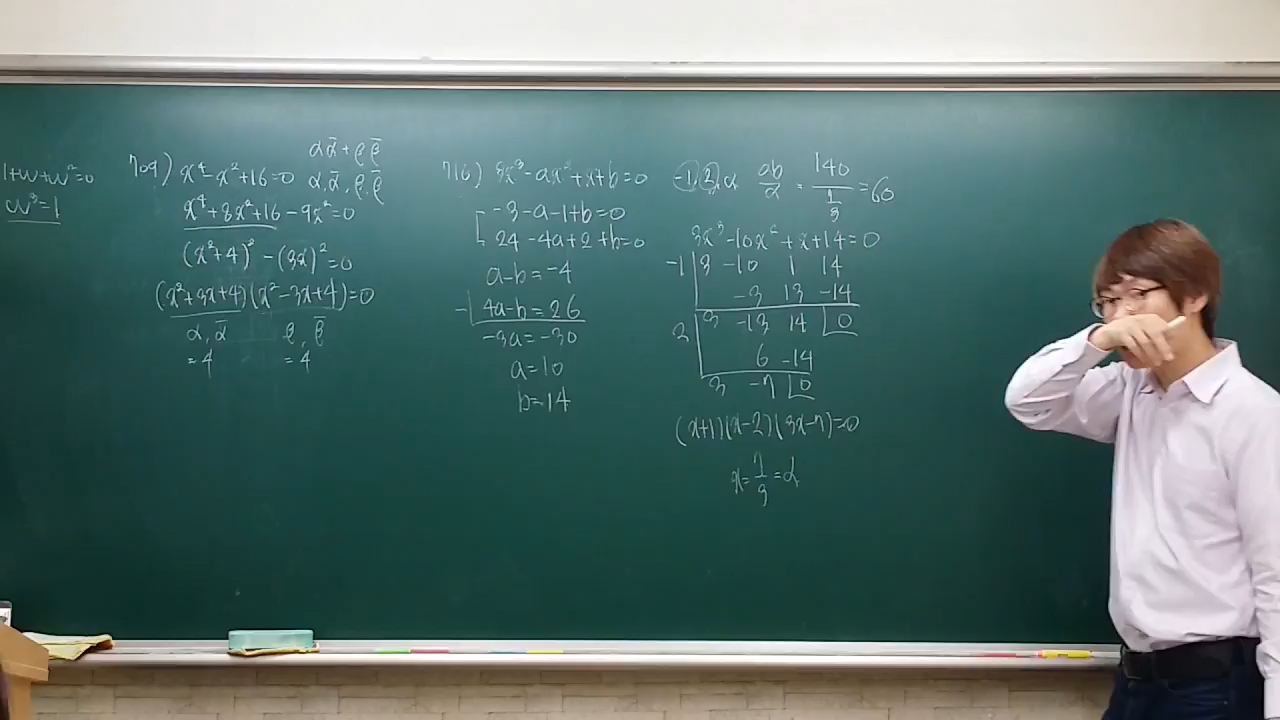 1+ω+ω²=0
ω³=1
709) x⁴-x²+16=0
αᾱ+ββ̄
α,ᾱ,β,β̄
x⁴+8x²+16-9x²=0
(x²+4)²-(3x)²=0
(x²+3x+4)(x²-3x+4)=0
α,ᾱ β,β̄
=4 =4
716) 3x³-ax²+x+b=0
-3-a-1+b=0
24-4a+2+b=0
a-b=-4
-) 4a-b=26
-3a=-30
a=10
b=14
-1, 2, α ab/α = 140/(7/3) = 60
3x³-10x²+x+14=0
-1 | 3 -10 1 14
-3 13 -14
2 | 3 -13 14 | 0
6 -14
3 -7 | 0
(x+1)(x-2)(3x-7)=0
x=7/3=α